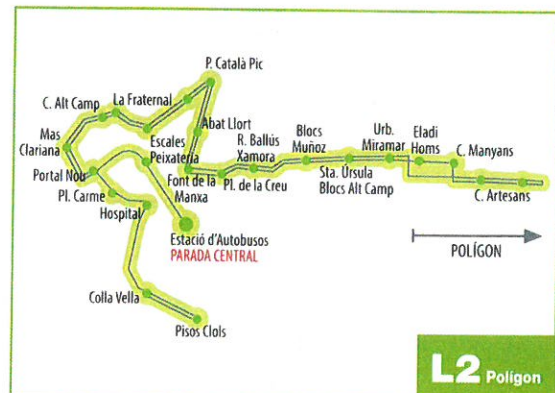 P. Català Pic
C. Alt Camp
La Fraternal
Mas
Clariana
Escales
Peixateria
Abat Llort
R. Ballús
Xamora
Blocs
Muñoz
Urb.
Miramar
Eladi
Homs
C. Manyans
Portal Nou
Font de la
Manxa
Pl. de la Creu
Sta. Úrsula
Blocs Alt Camp
C. Artesans
Pl. Carme
Hospital
Estació d'Autobusos
PARADA CENTRAL
POLÍGON
Colla Vella
Pisos Clols
L2 Polígon